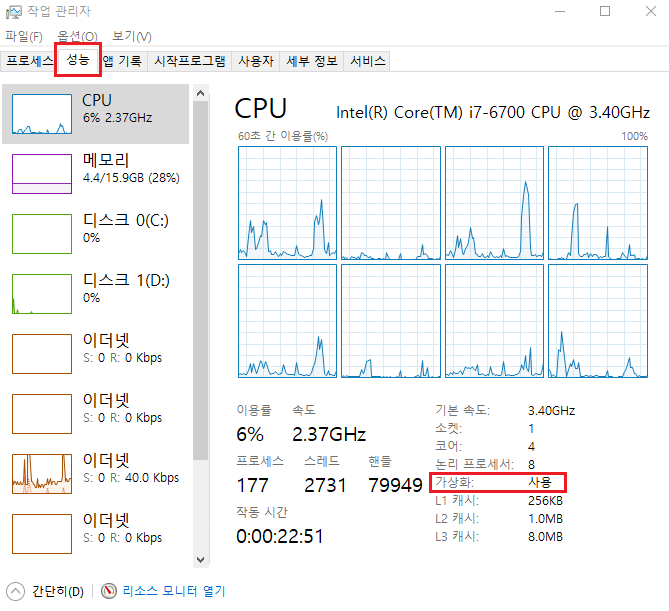 작업 관리자
파일(F) 옵션(O) 보기(V)
프로세스 성능 앱 기록 시작프로그램 사용자 세부 정보 서비스
CPU
6% 2.37GHz
메모리
4.4/15.9GB (28%)
디스크 0(C:)
0%
디스크 1(D:)
0%
이더넷
S: 0 R: 0 Kbps
이더넷
S: 0 R: 0 Kbps
이더넷
S: 0 R: 40.0 Kbps
이더넷
S: 0 R: 0 Kbps
CPU Intel(R) Core(TM) i7-6700 CPU @ 3.40GHz
60초 간 이용률(%) 100%
이용률 속도
6% 2.37GHz
프로세스 스레드 핸들
177 2731 79949
작동 시간
0:00:22:51
기본 속도: 3.40GHz
소켓: 1
코어: 4
논리 프로세서: 8
가상화: 사용
L1 캐시: 256KB
L2 캐시: 1.0MB
L3 캐시: 8.0MB
간단히(D) 리소스 모니터 열기